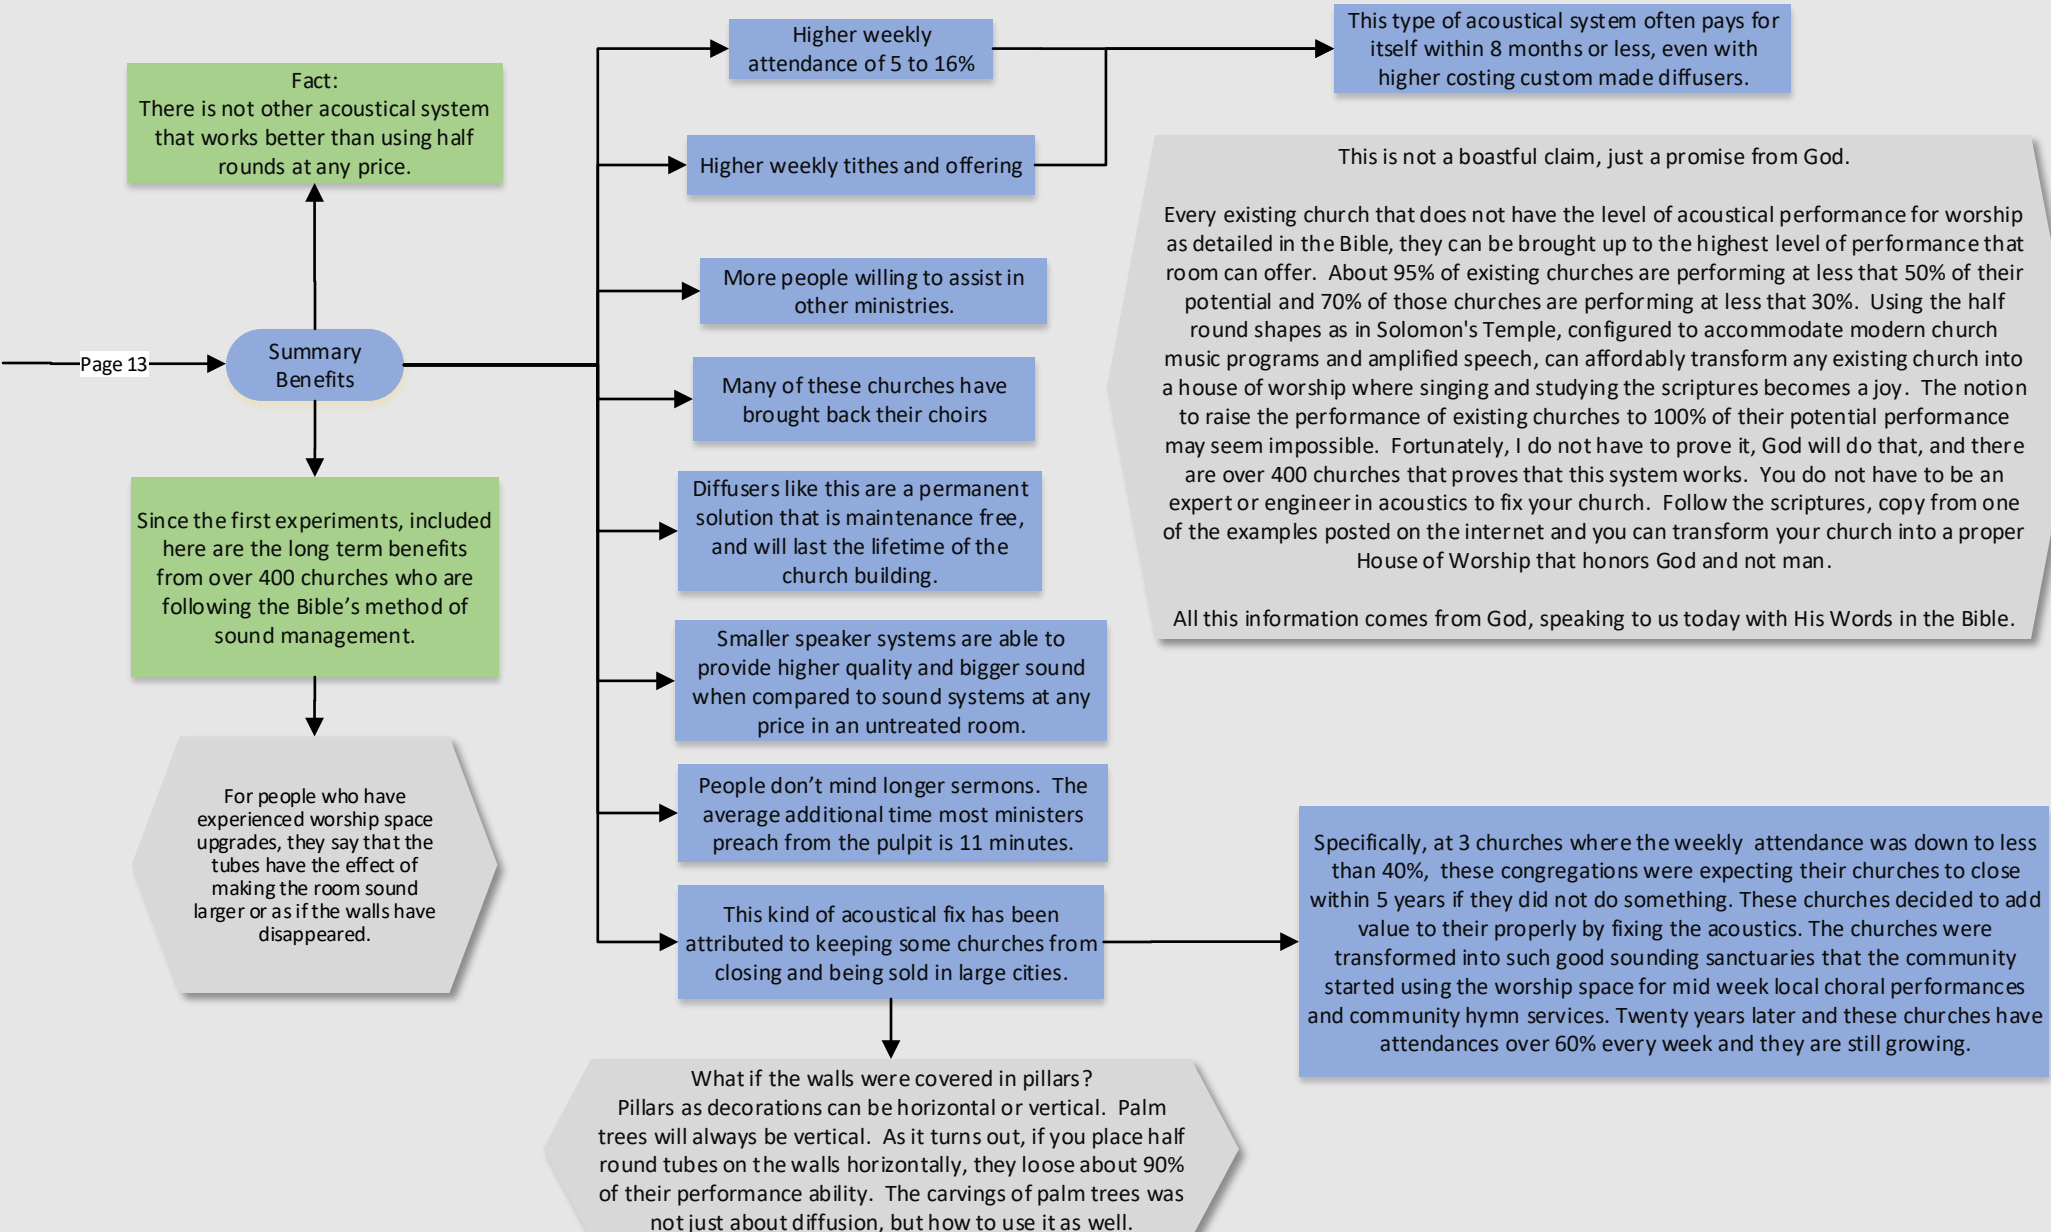 Page 13
Summary
Benefits
Fact:
There is not other acoustical system
that works better than using half
rounds at any price.
Since the first experiments, included
here are the long term benefits
from over 400 churches who are
following the Bible’s method of
sound management.
For people who have
experienced worship space
upgrades, they say that the
tubes have the effect of
making the room sound
larger or as if the walls have
disappeared.
Higher weekly
attendance of 5 to 16%
Higher weekly tithes and offering
This type of acoustical system often pays for
itself within 8 months or less, even with
higher costing custom made diffusers.
More people willing to assist in
other ministries.
Many of these churches have
brought back their choirs
Diffusers like this are a permanent
solution that is maintenance free,
and will last the lifetime of the
church building.
Smaller speaker systems are able to
provide higher quality and bigger sound
when compared to sound systems at any
price in an untreated room.
People don’t mind longer sermons.  The
average additional time most ministers
preach from the pulpit is 11 minutes.
This kind of acoustical fix has been
attributed to keeping some churches from
closing and being sold in large cities.
Specifically, at 3 churches where the weekly  attendance was down to less
than 40%,  these congregations were expecting their churches to close
within 5 years if they did not do something. These churches decided to add
value to their properly by fixing the acoustics. The churches were
transformed into such good sounding sanctuaries that the community
started using the worship space for mid week local choral performances
and community hymn services. Twenty years later and these churches have
attendances over 60% every week and they are still growing.
What if the walls were covered in pillars?
Pillars as decorations can be horizontal or vertical.  Palm
trees will always be vertical.  As it turns out, if you place half
round tubes on the walls horizontally, they loose about 90%
of their performance ability.  The carvings of palm trees was
not just about diffusion, but how to use it as well.
This is not a boastful claim, just a promise from God.
Every existing church that does not have the level of acoustical performance for worship
as detailed in the Bible, they can be brought up to the highest level of performance that
room can offer.  About 95% of existing churches are performing at less that 50% of their
potential and 70% of those churches are performing at less that 30%.  Using the half
round shapes as in Solomon's Temple, configured to accommodate modern church
music programs and amplified speech, can affordably transform any existing church into
a house of worship where singing and studying the scriptures becomes a joy.  The notion
to raise the performance of existing churches to 100% of their potential performance
may seem impossible.  Fortunately, I do not have to prove it, God will do that, and there
are over 400 churches that proves that this system works.  You do not have to be an
expert or engineer in acoustics to fix your church.  Follow the scriptures, copy from one
of the examples posted on the internet and you can transform your church into a proper
House of Worship that honors God and not man.
All this information comes from God, speaking to us today with His Words in the Bible.